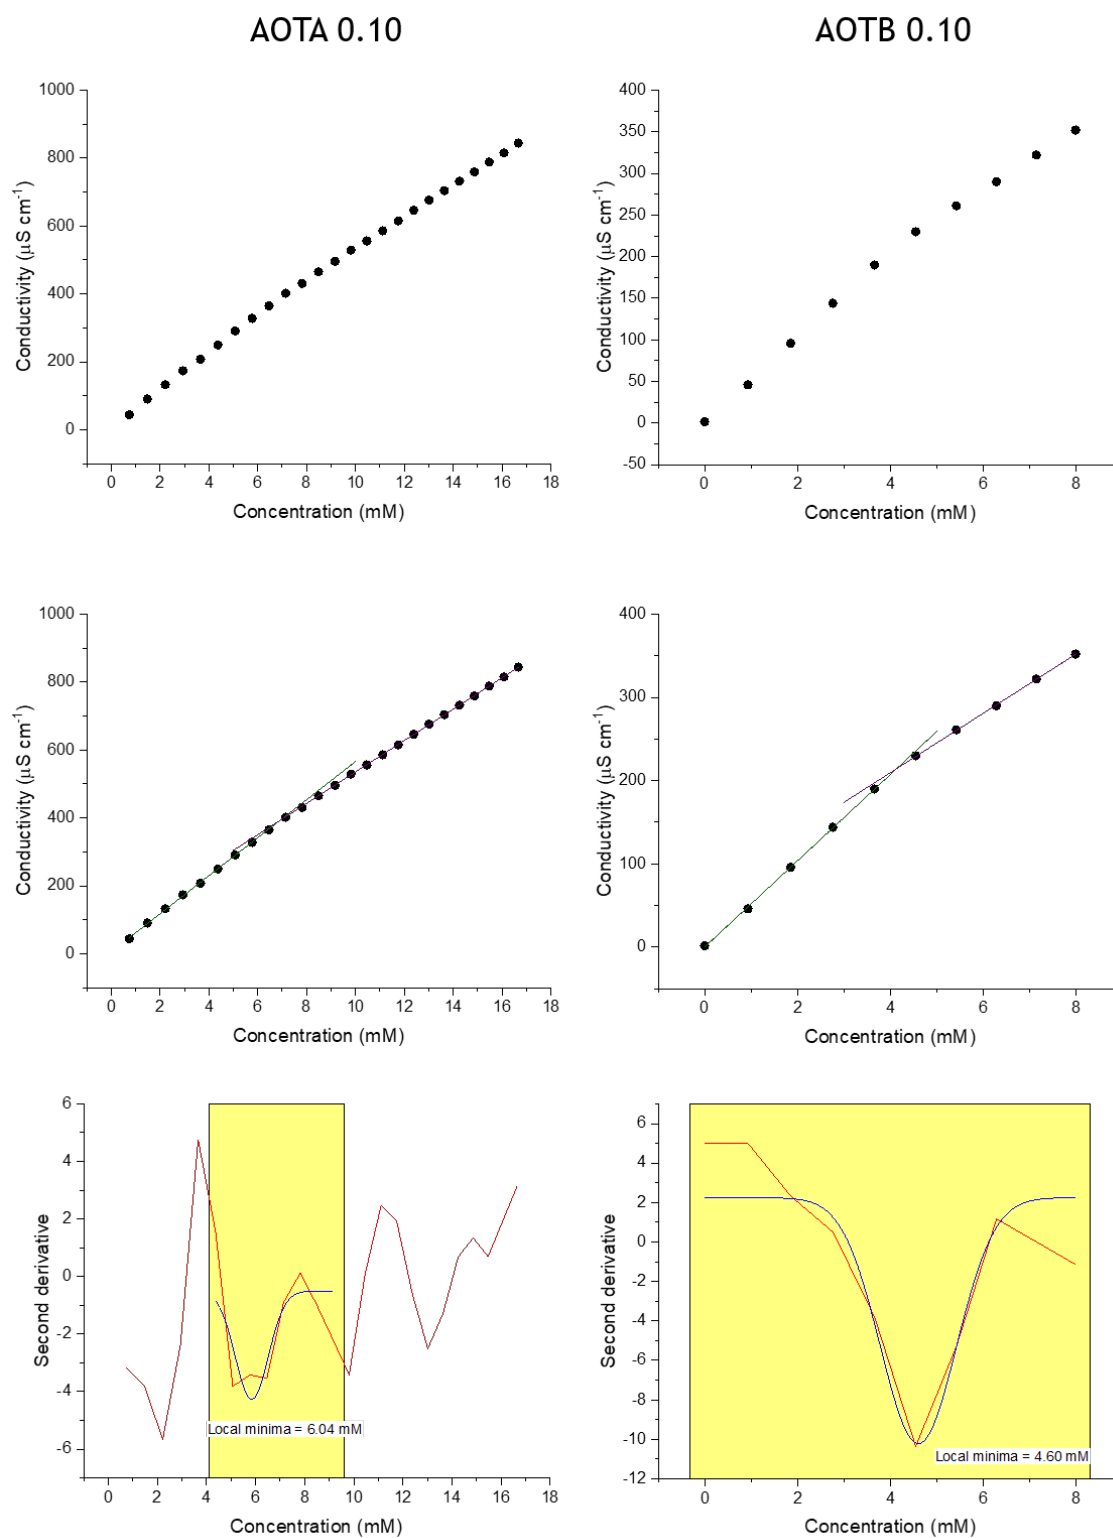 AOTA 0.10
AOTB 0.10
1000
800
600
400
200
0
Conductivity (μS cm⁻¹)
0 2 4 6 8 10 12 14 16 18
Concentration (mM)
400
350
300
250
200
150
100
50
0
-50
Conductivity (μS cm⁻¹)
0 2 4 6 8
Concentration (mM)
1000
800
600
400
200
0
Conductivity (μS cm⁻¹)
0 2 4 6 8 10 12 14 16 18
Concentration (mM)
400
300
200
100
0
Conductivity (μS cm⁻¹)
0 2 4 6 8
Concentration (mM)
6
4
2
0
-2
-4
-6
Second derivative
Local minima = 6.04 mM
0 2 4 6 8 10 12 14 16 18
Concentration (mM)
6
4
2
0
-2
-4
-6
-8
-10
-12
Second derivative
Local minima = 4.60 mM
0 2 4 6 8
Concentration (mM)